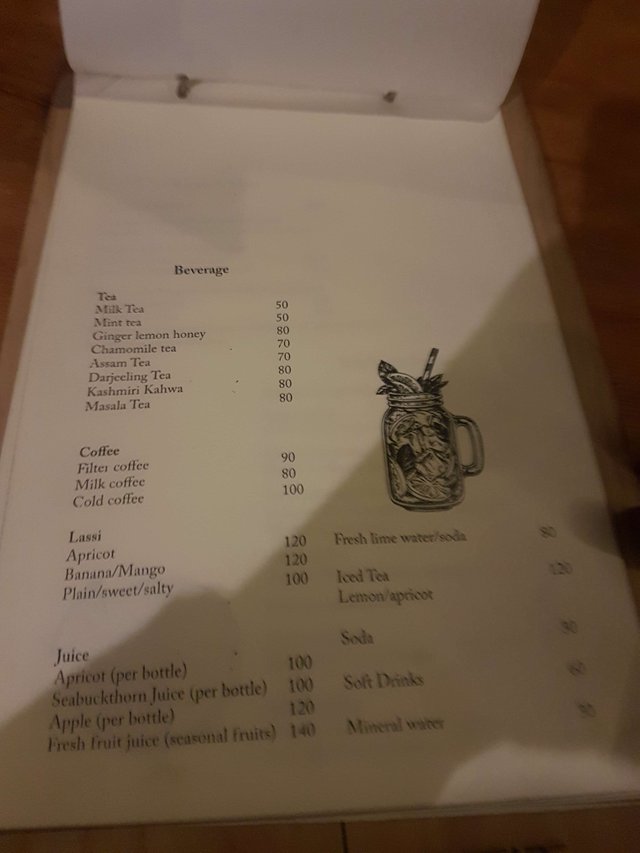 Beverage
Tea
Milk Tea 50
Mint tea 50
Ginger lemon honey 80
Chamomile tea 70
Assam Tea 70
Darjeeling Tea 80
Kashmiri Kahwa 80
Masala Tea 80
Coffee
Filter coffee 90
Milk coffee 80
Cold coffee 100
Lassi
Apricot 120
Banana/Mango 120
Plain/sweet/salty 100
Juice
Apricot (per bottle) 100
Seabuckthorn Juice (per bottle) 100
Apple (per bottle) 120
Fresh fruit juice (seasonal fruits) 140
Fresh lime water/soda 80
Iced Tea 120
Lemon/apricot
Soda
Soft Drinks 60
Mineral water